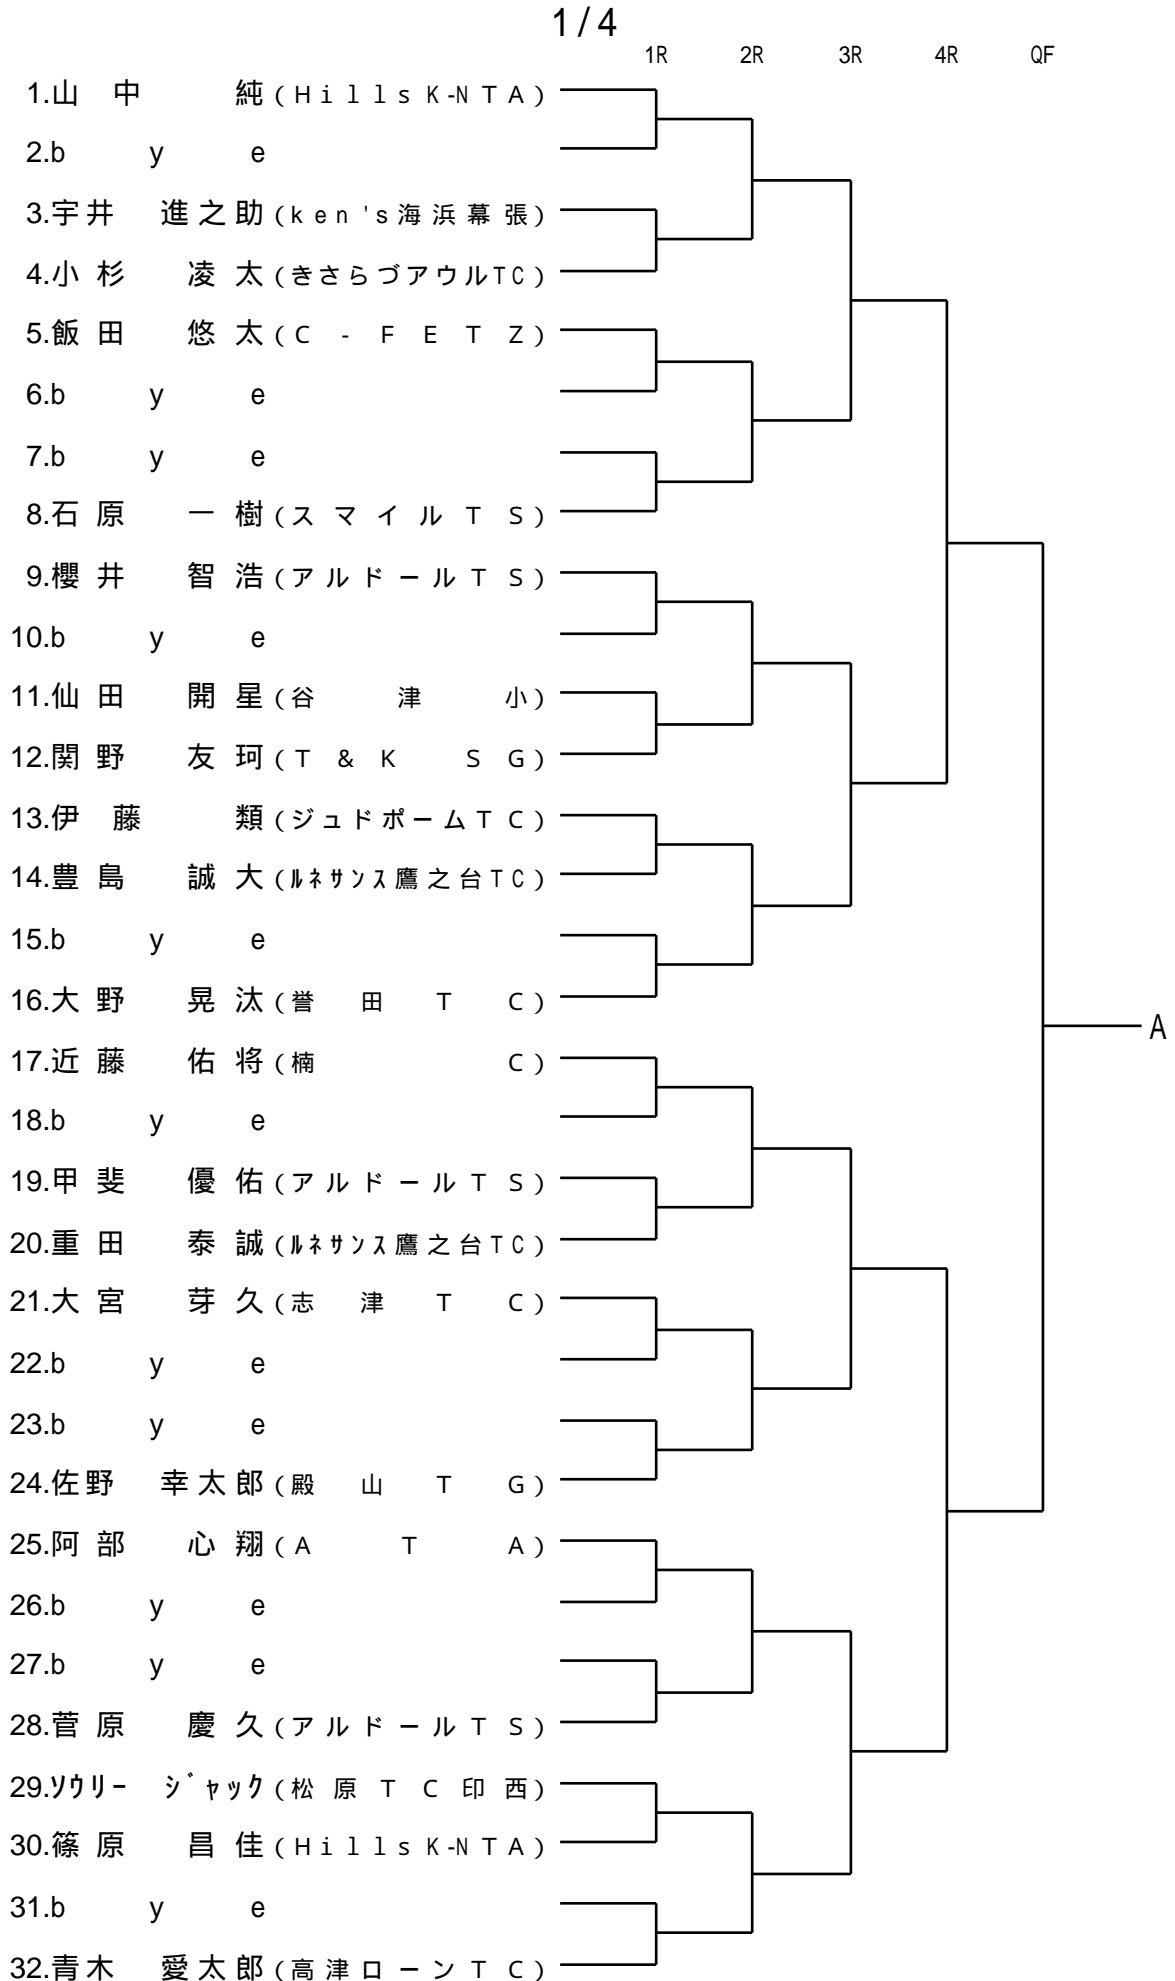 1/4
1R 2R 3R 4R QF
1.山中 純(Hills K-NTA)
2.bye
3.宇井 進之助(ken's海浜幕張)
4.小杉 凌太(きさらづアウルTC)
5.飯田 悠太(C-FETZ)
6.bye
7.bye
8.石原 一樹(スマイルTS)
9.櫻井 智浩(アルドールTS)
10.bye
11.仙田 開星(谷津小)
12.関野 友珂(T&K SG)
13.伊藤 類(ジュドポームTC)
14.豊島 誠大(ﾙﾈｻﾝｽ鷹之台TC)
15.bye
16.大野 晃汰(誉田TC)
A
17.近藤 佑将(楠C)
18.bye
19.甲斐 優佑(アルドールTS)
20.重田 泰誠(ﾙﾈｻﾝｽ鷹之台TC)
21.大宮 芽久(志津TC)
22.bye
23.bye
24.佐野 幸太郎(殿山TG)
25.阿部 心翔(ATA)
26.bye
27.bye
28.菅原 慶久(アルドールTS)
29.ｿｳﾘｰ ｼﾞｬｯｸ(松原TC印西)
30.篠原 昌佳(Hills K-NTA)
31.bye
32.青木 愛太郎(高津ローンTC)